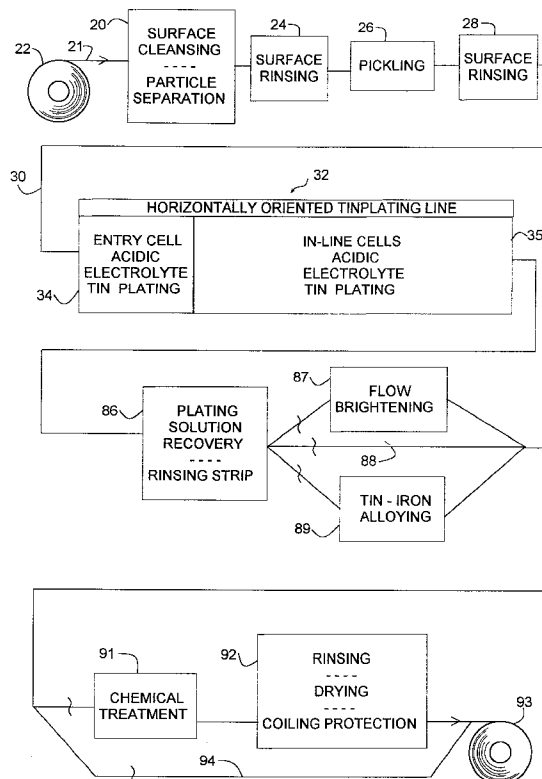 20
22
21
SURFACE
CLEANSING
----
PARTICLE
SEPARATION
24
SURFACE
RINSING
26
PICKLING
28
SURFACE
RINSING
30
32
HORIZONTALLY ORIENTED TINPLATING LINE
ENTRY CELL
ACIDIC
ELECTROLYTE
TIN PLATING
34
IN-LINE CELLS
ACIDIC
ELECTROLYTE
TIN PLATING
35
86
PLATING
SOLUTION
RECOVERY
----
RINSING STRIP
87
FLOW
BRIGHTENING
88
TIN - IRON
ALLOYING
89
91
CHEMICAL
TREATMENT
92
RINSING
----
DRYING
----
COILING PROTECTION
93
94